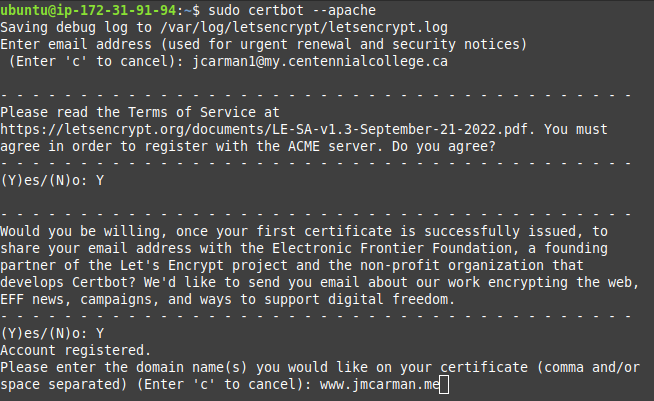 ubuntu@ip-172-31-91-94:~$ sudo certbot --apache
Saving debug log to /var/log/letsencrypt/letsencrypt.log
Enter email address (used for urgent renewal and security notices)
 (Enter 'c' to cancel): jcarman1@my.centennialcollege.ca

- - - - - - - - - - - - - - - - - - - - - - - - - - - - - - - - - - - - - - - -
Please read the Terms of Service at
https://letsencrypt.org/documents/LE-SA-v1.3-September-21-2022.pdf. You must
agree in order to register with the ACME server. Do you agree?
- - - - - - - - - - - - - - - - - - - - - - - - - - - - - - - - - - - - - - - -
(Y)es/(N)o: Y

- - - - - - - - - - - - - - - - - - - - - - - - - - - - - - - - - - - - - - - -
Would you be willing, once your first certificate is successfully issued, to
share your email address with the Electronic Frontier Foundation, a founding
partner of the Let's Encrypt project and the non-profit organization that
develops Certbot? We'd like to send you email about our work encrypting the web,
EFF news, campaigns, and ways to support digital freedom.
- - - - - - - - - - - - - - - - - - - - - - - - - - - - - - - - - - - - - - - -
(Y)es/(N)o: Y
Account registered.
Please enter the domain name(s) you would like on your certificate (comma and/or
space separated) (Enter 'c' to cancel): www.jmcarman.me